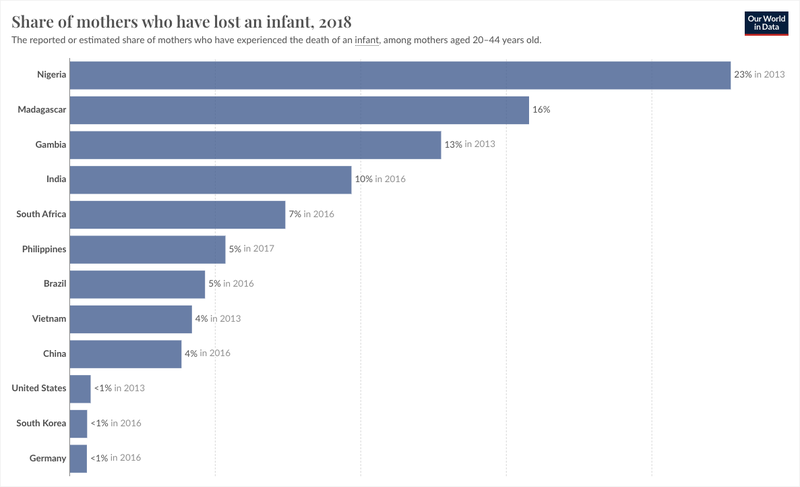 Share of mothers who have lost an infant, 2018
Our World
in Data
The reported or estimated share of mothers who have experienced the death of an infant, among mothers aged 20–44 years old.
Nigeria 23% in 2013
Madagascar 16%
Gambia 13% in 2013
India 10% in 2016
South Africa 7% in 2016
Philippines 5% in 2017
Brazil 5% in 2016
Vietnam 4% in 2013
China 4% in 2016
United States <1% in 2013
South Korea <1% in 2016
Germany <1% in 2016